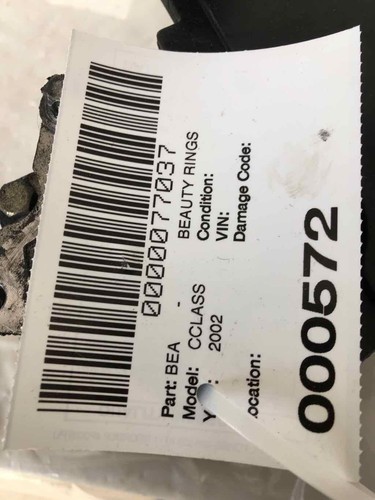 0000077037
Part: BEA - BEAUTY RINGS
Model: CCLASS Condition:
2002 VIN:
Damage Code:
ocation:
000572